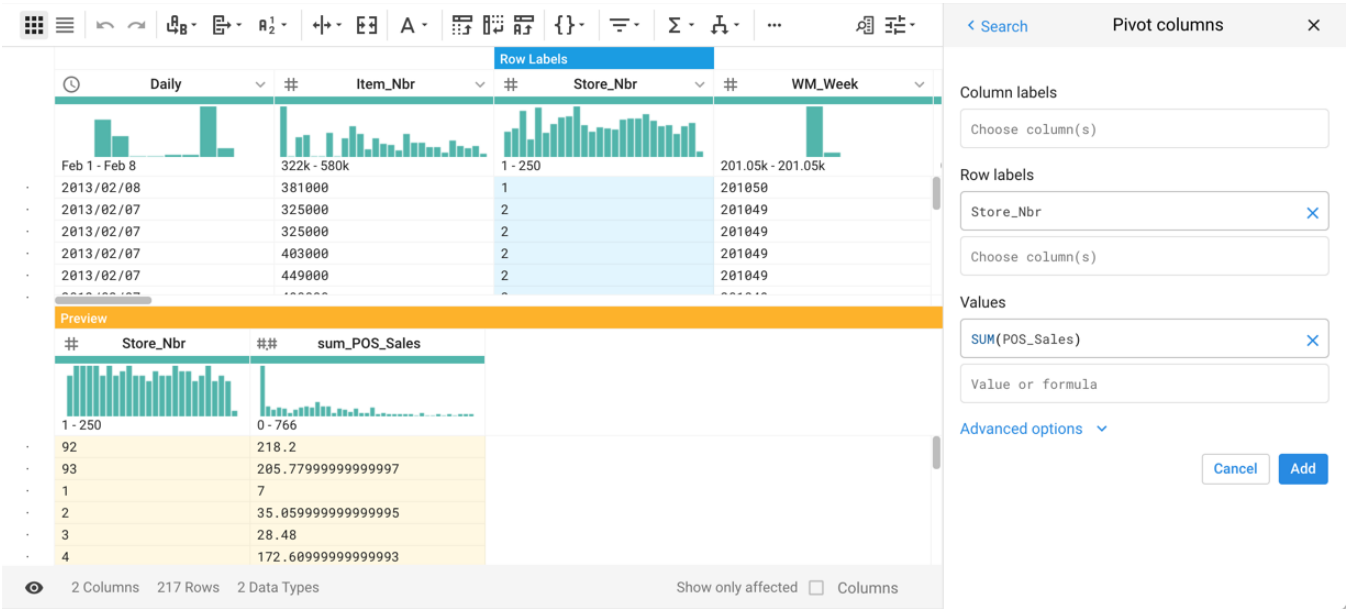 A B A 1 2 A {} Σ ...
Row Labels
Daily # Item_Nbr # Store_Nbr # WM_Week
Feb 1 - Feb 8 322k - 580k 1 - 250 201.05k - 201.05k
2013/02/08 381000 1 201050
2013/02/07 325000 2 201049
2013/02/07 325000 2 201049
2013/02/07 403000 2 201049
2013/02/07 449000 2 201049
Preview
# Store_Nbr #.# sum_POS_Sales
1 - 250 0 - 766
92 218.2
93 205.77999999999997
1 7
2 35.059999999999995
3 28.48
4 172.60999999999993
2 Columns 217 Rows 2 Data Types Show only affected Columns
Search Pivot columns
Column labels
Choose column(s)
Row labels
Store_Nbr
Choose column(s)
Values
SUM(POS_Sales)
Value or formula
Advanced options
Cancel Add